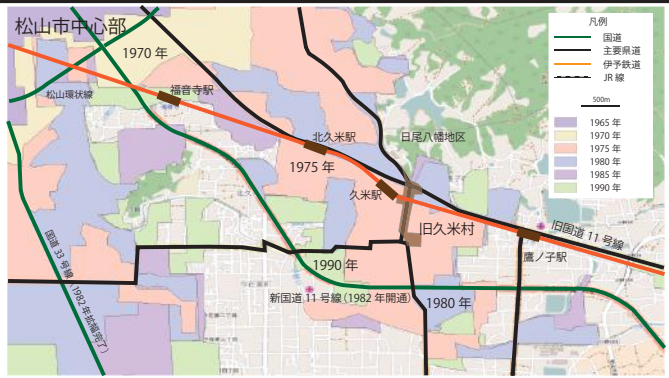 松山市中心部
1970 年
松山環状線
福音寺駅
北久米駅
日尾八幡地区
1975 年
久米駅
旧久米村
旧国道 11 号線
鷹ノ子駅
1990 年
新国道 11 号線（1982 年開通）
1980 年
国道 33 号線（1982 年拡幅完了）
凡例
国道
主要県道
伊予鉄道
JR 線
500m
1965 年
1970 年
1975 年
1980 年
1985 年
1990 年